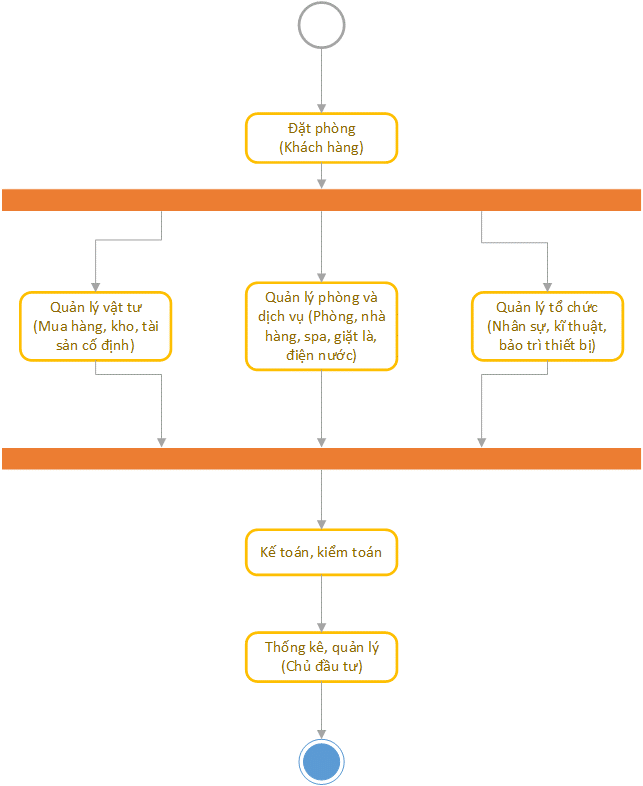 Đặt phòng
(Khách hàng)
Quản lý vật tư
(Mua hàng, kho, tài
sản cố định)
Quản lý phòng và
dịch vụ (Phòng, nhà
hàng, spa, giặt là,
điện nước)
Quản lý tổ chức
(Nhân sự, kĩ thuật,
bảo trì thiết bị)
Kế toán, kiểm toán
Thống kê, quản lý
(Chủ đầu tư)